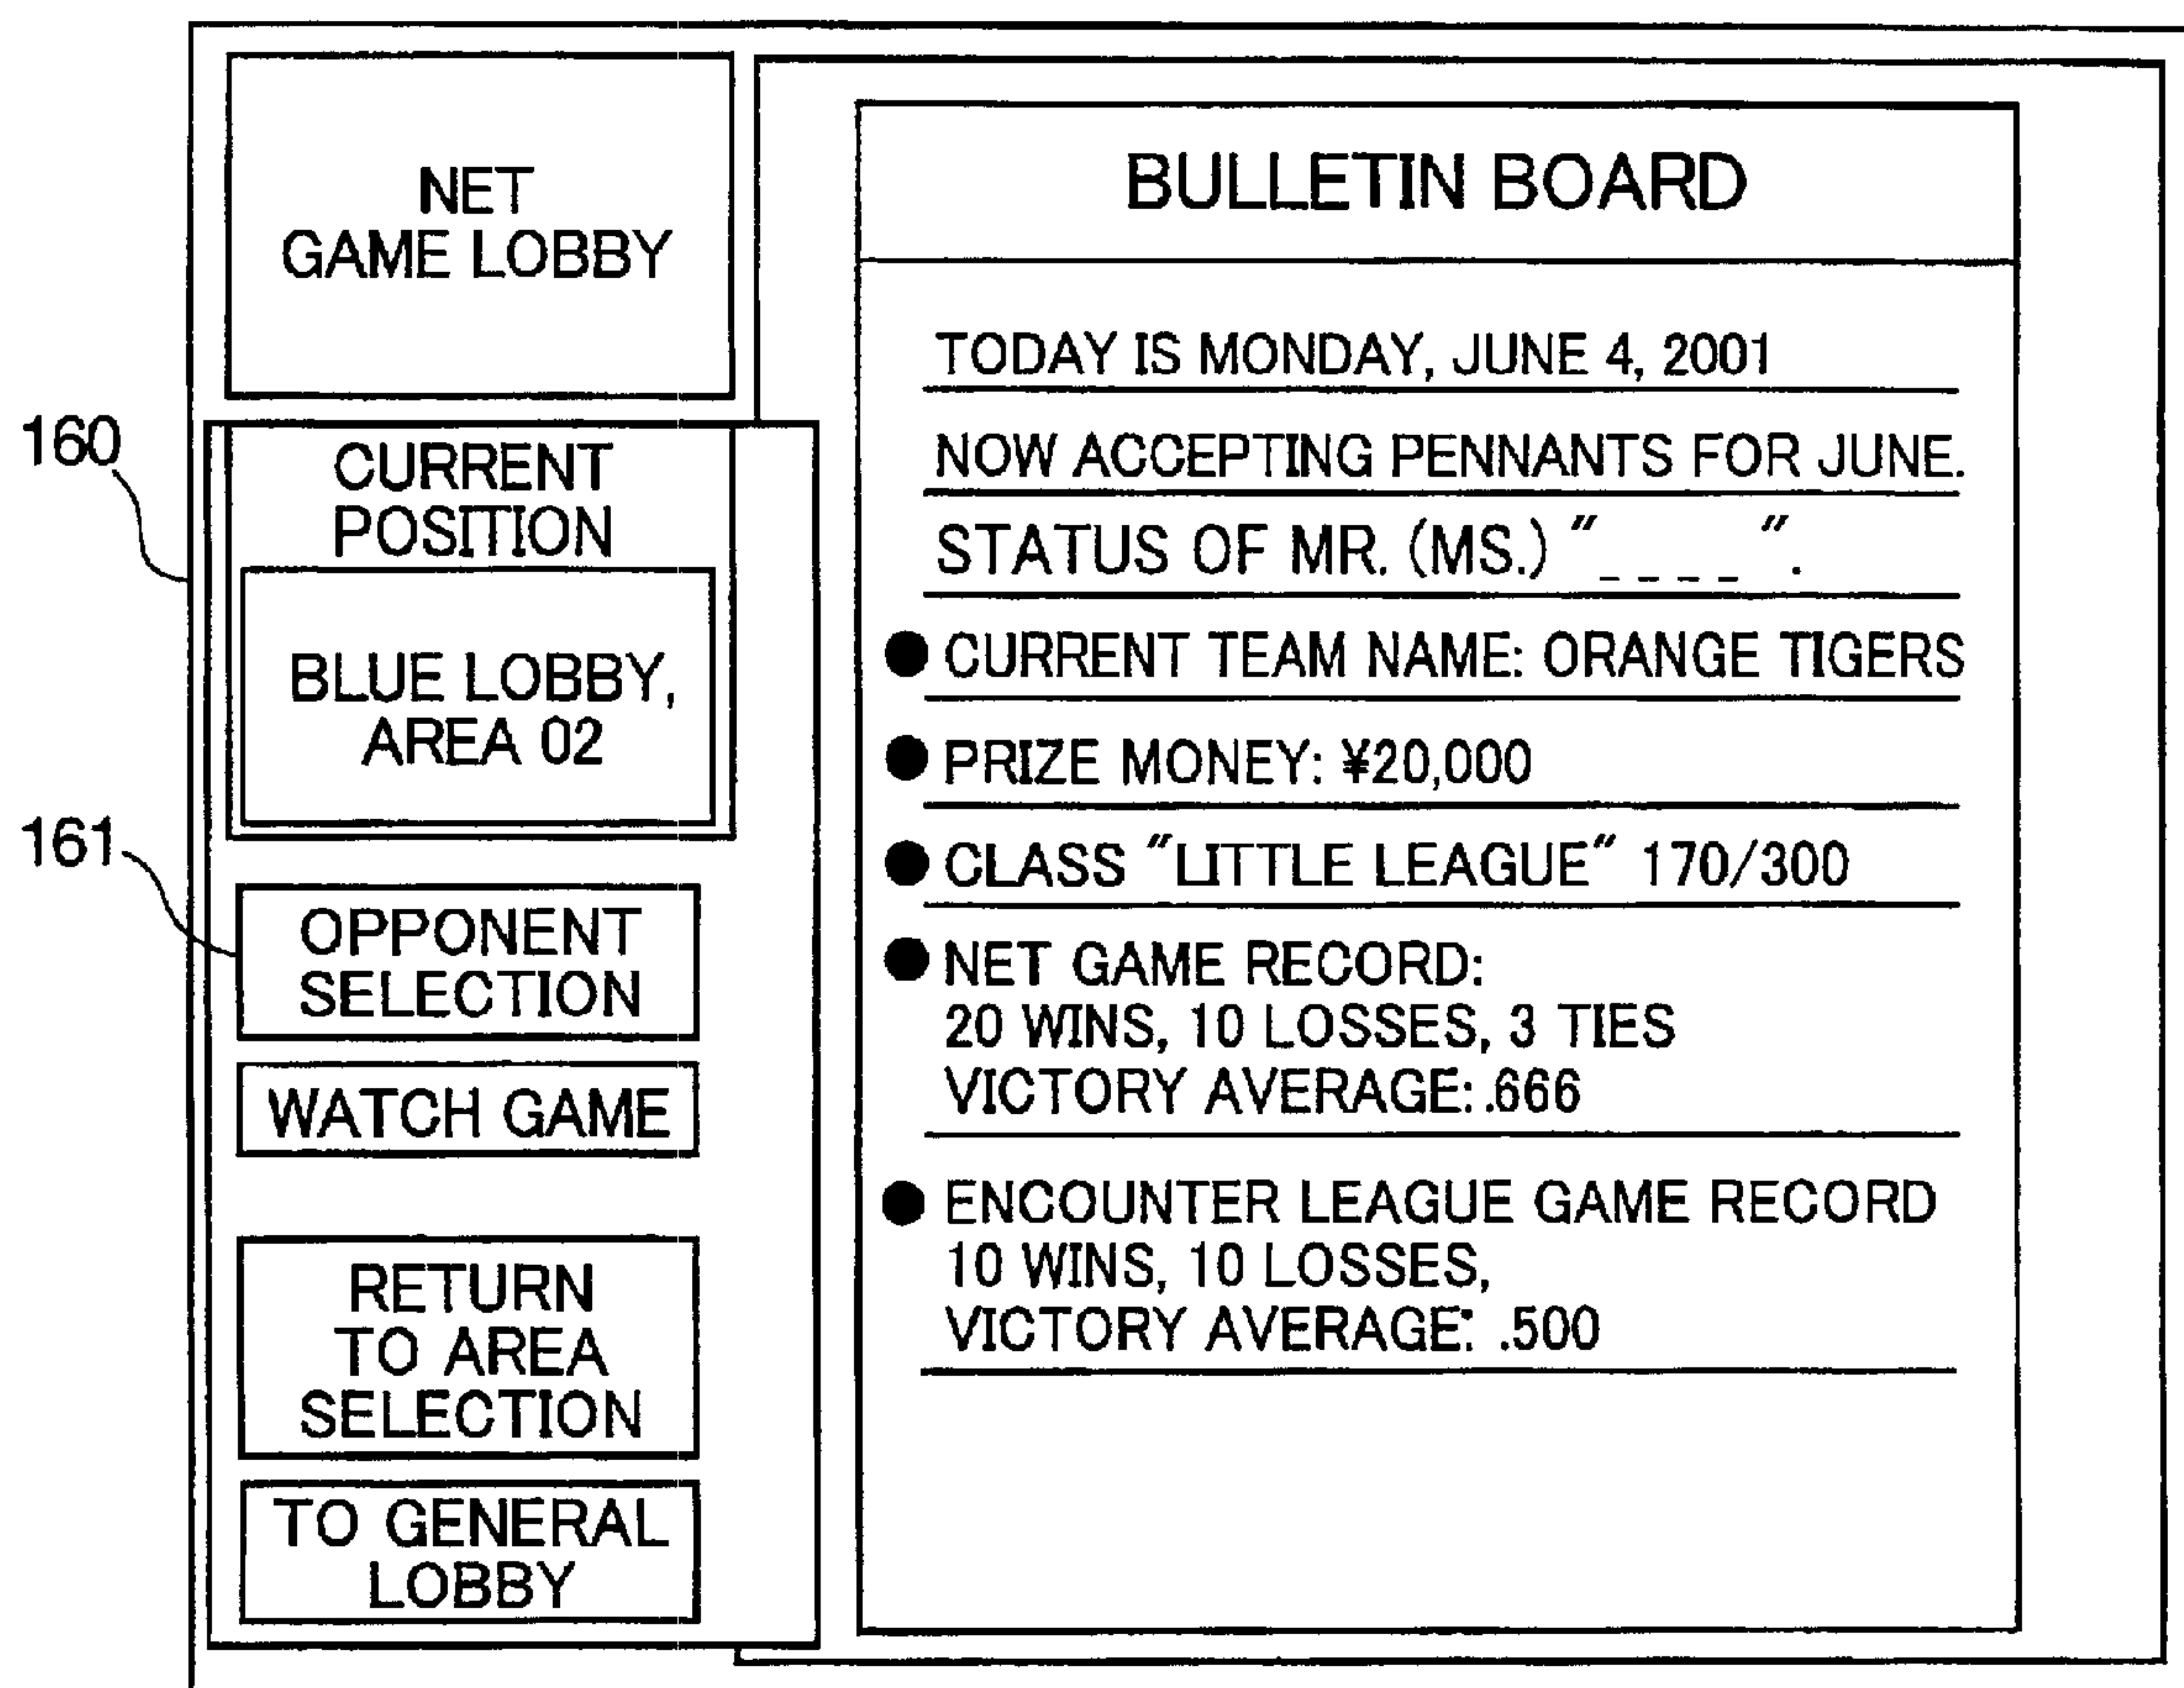 NET
GAME LOBBY
160
CURRENT
POSITION
BLUE LOBBY,
AREA 02
161
OPPONENT
SELECTION
WATCH GAME
RETURN
TO AREA
SELECTION
TO GENERAL
LOBBY
BULLETIN BOARD
TODAY IS MONDAY, JUNE 4, 2001
NOW ACCEPTING PENNANTS FOR JUNE.
STATUS OF MR. (MS.) "_ _ _ _ ".
● CURRENT TEAM NAME: ORANGE TIGERS
● PRIZE MONEY: ¥20,000
● CLASS "LITTLE LEAGUE" 170/300
● NET GAME RECORD:
20 WINS, 10 LOSSES, 3 TIES
VICTORY AVERAGE: .666
● ENCOUNTER LEAGUE GAME RECORD
10 WINS, 10 LOSSES,
VICTORY AVERAGE: .500